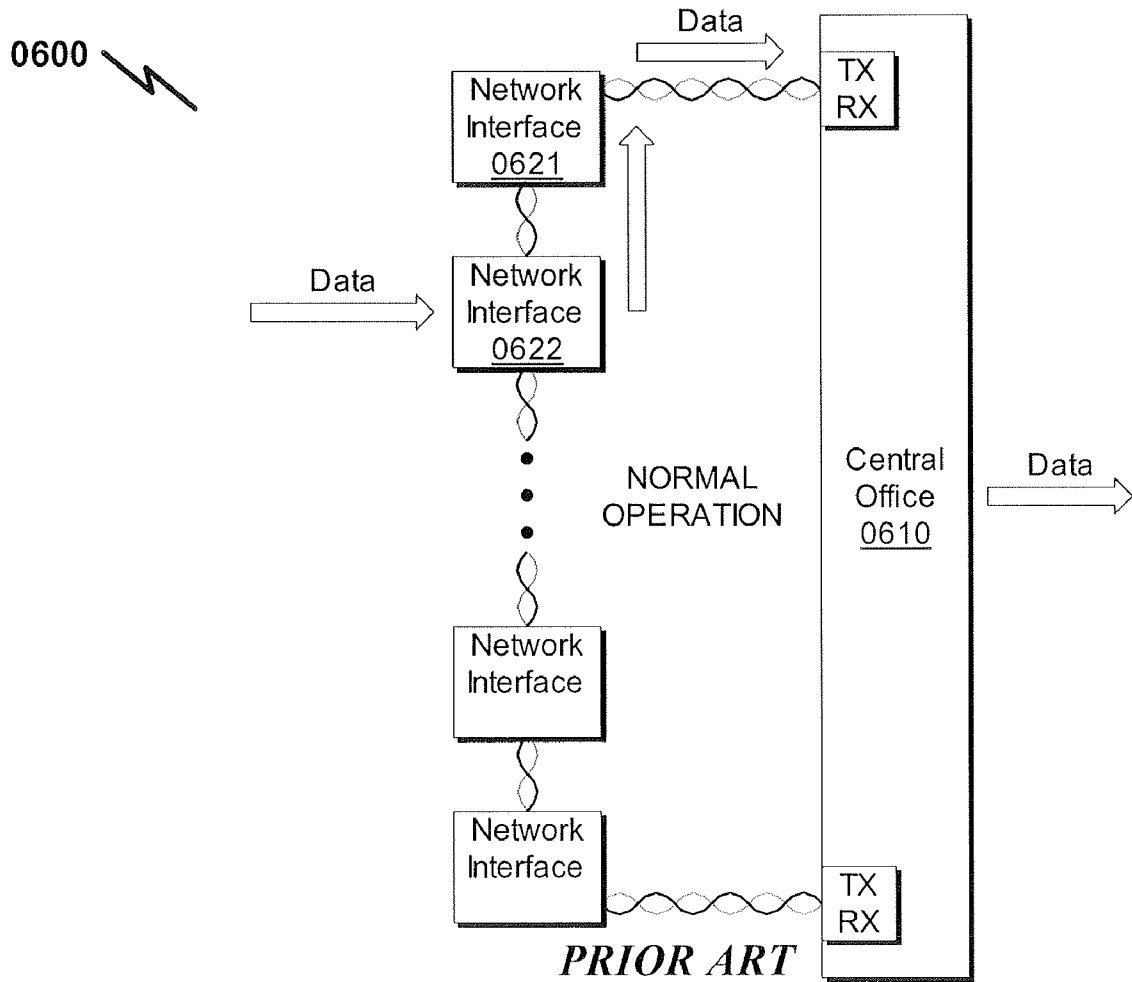 0600
Data
TX
RX
Network
Interface
0621
Data
Network
Interface
0622
NORMAL
OPERATION
Central
Office
0610
Data
Network
Interface
Network
Interface
TX
RX
PRIOR ART